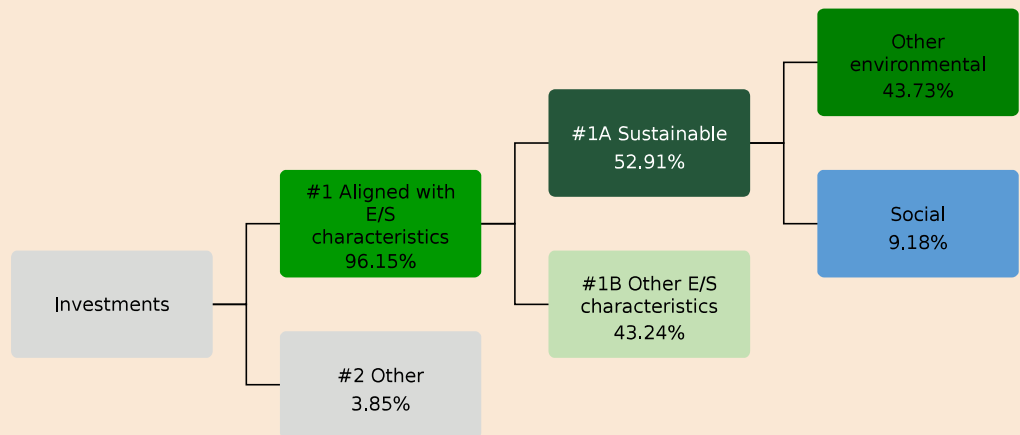 Investments
#1 Aligned with
E/S
characteristics
96.15%
#2 Other
3.85%
#1A Sustainable
52.91%
#1B Other E/S
characteristics
43.24%
Other
environmental
43.73%
Social
9.18%